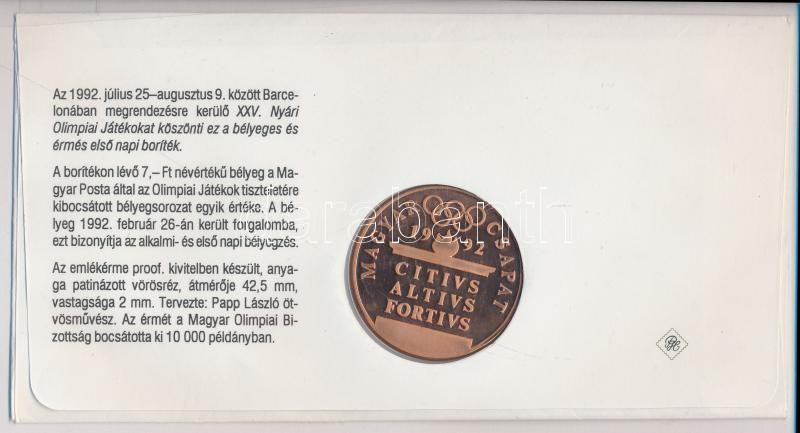 Az 1992. július 25–augusztus 9. között Barce-
lonában megrendezésre kerülő XXV. Nyári
Olimpiai Játékokat köszönti ez a bélyeges és
érmés első napi boríték.
A borítékon lévő 7,– Ft névértékű bélyeg a Ma-
gyar Posta által az Olimpiai Játékok tiszteletére
kibocsátott bélyegsorozat egyik értéke. A bé-
lyeg 1992. február 26-án került forgalomba,
ezt bizonyítja az alkalmi- és első napi bélyegzés.
Az emlékérme proof. kivitelben készült, anya-
ga patinázott vörösréz, átmérője 42,5 mm,
vastagsága 2 mm. Tervezte: Papp László öt-
vösművész. Az érmét a Magyar Olimpiai Bi-
zottság bocsátotta ki 10 000 példányban.
darabanth
19 92
CITIVS
ALTIVS
FORTIVS